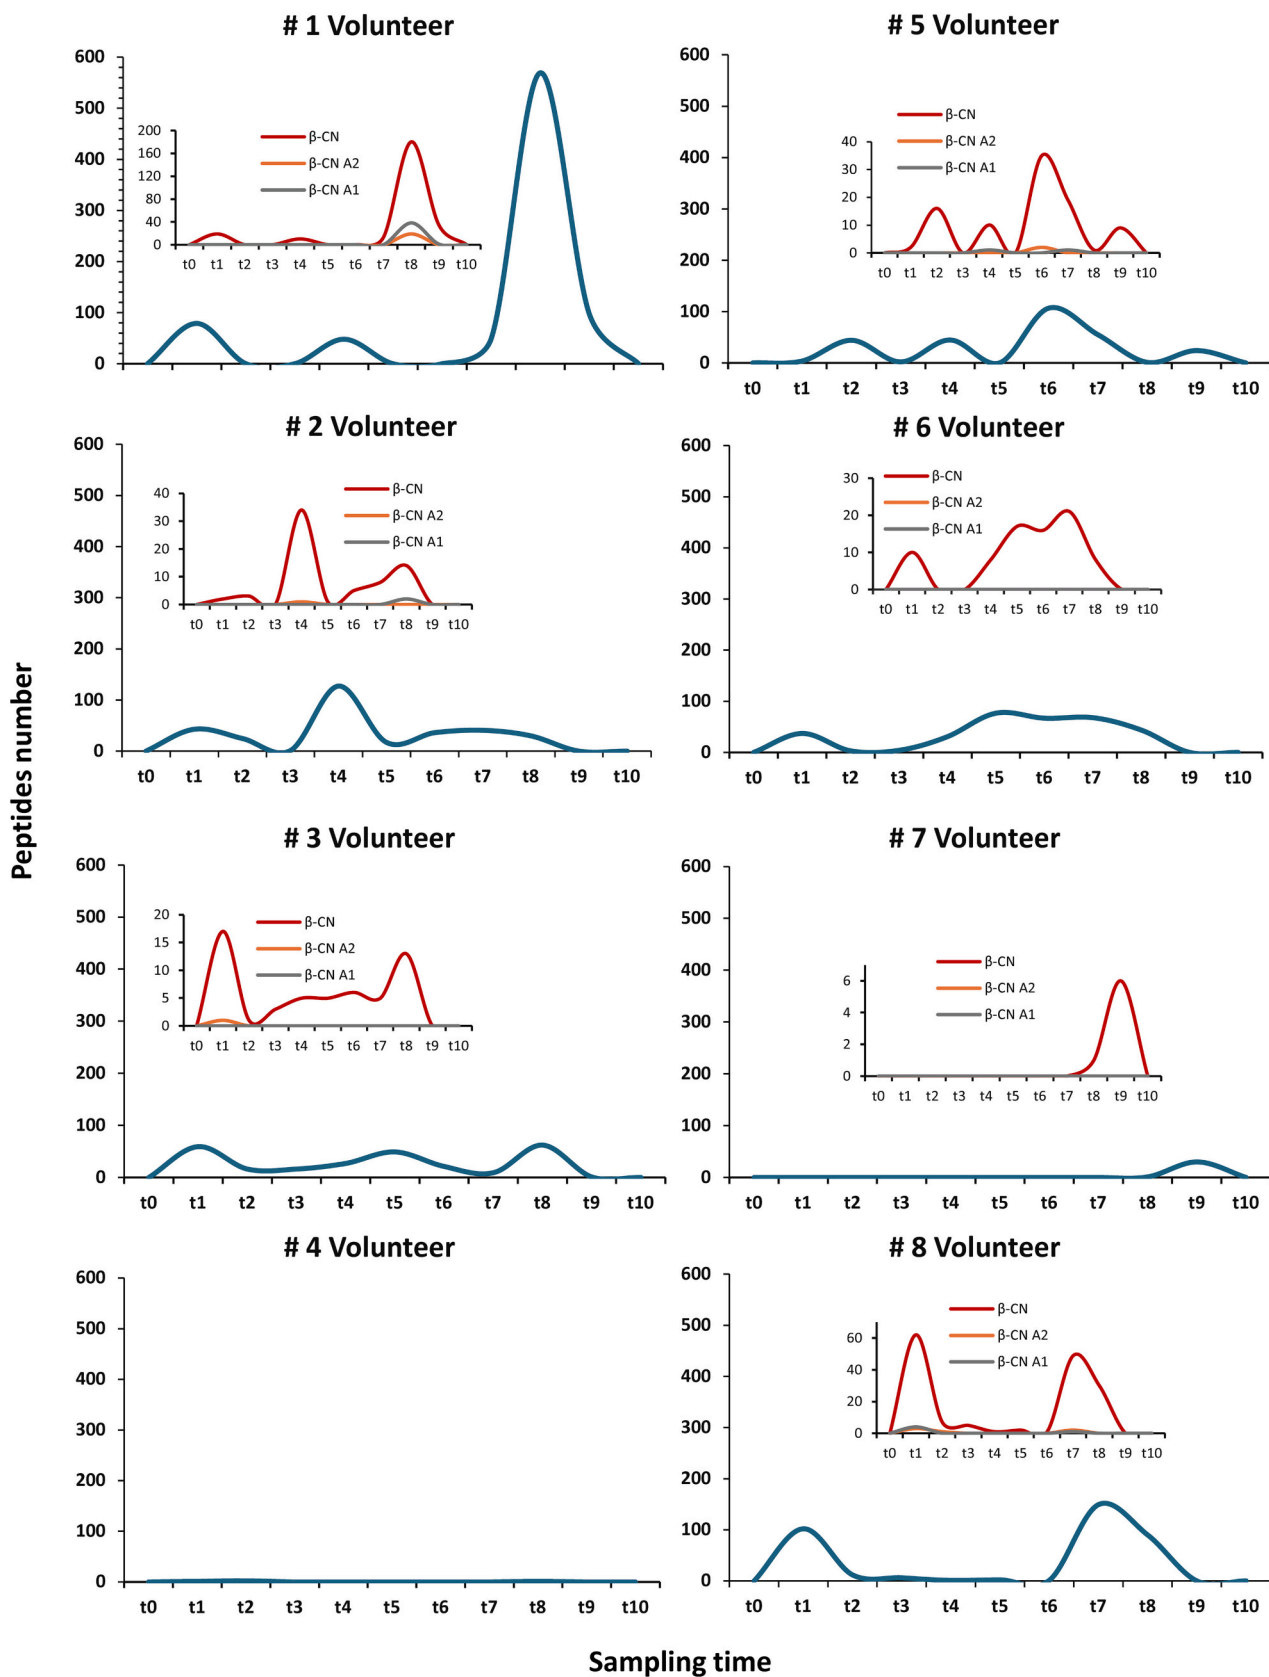 # 1 Volunteer
600
500
400
300
200
100
0
200
160
120
80
40
0
β-CN
β-CN A2
β-CN A1
t0 t1 t2 t3 t4 t5 t6 t7 t8 t9 t10
# 5 Volunteer
600
500
400
300
200
100
0
40
30
20
10
0
β-CN
β-CN A2
β-CN A1
t0 t1 t2 t3 t4 t5 t6 t7 t8 t9 t10
t0 t1 t2 t3 t4 t5 t6 t7 t8 t9 t10
# 2 Volunteer
600
500
400
300
200
100
0
40
30
20
10
0
β-CN
β-CN A2
β-CN A1
t0 t1 t2 t3 t4 t5 t6 t7 t8 t9 t10
t0 t1 t2 t3 t4 t5 t6 t7 t8 t9 t10
# 6 Volunteer
600
500
400
300
200
100
0
30
20
10
0
β-CN
β-CN A2
β-CN A1
t0 t1 t2 t3 t4 t5 t6 t7 t8 t9 t10
t0 t1 t2 t3 t4 t5 t6 t7 t8 t9 t10
Peptides number
# 3 Volunteer
600
500
400
300
200
100
0
20
15
10
5
0
β-CN
β-CN A2
β-CN A1
t0 t1 t2 t3 t4 t5 t6 t7 t8 t9 t10
t0 t1 t2 t3 t4 t5 t6 t7 t8 t9 t10
# 7 Volunteer
600
500
400
300
200
100
0
6
4
2
0
β-CN
β-CN A2
β-CN A1
t0 t1 t2 t3 t4 t5 t6 t7 t8 t9 t10
t0 t1 t2 t3 t4 t5 t6 t7 t8 t9 t10
# 4 Volunteer
600
500
400
300
200
100
0
t0 t1 t2 t3 t4 t5 t6 t7 t8 t9 t10
# 8 Volunteer
600
500
400
300
200
100
0
60
40
20
0
β-CN
β-CN A2
β-CN A1
t0 t1 t2 t3 t4 t5 t6 t7 t8 t9 t10
t0 t1 t2 t3 t4 t5 t6 t7 t8 t9 t10
Sampling time